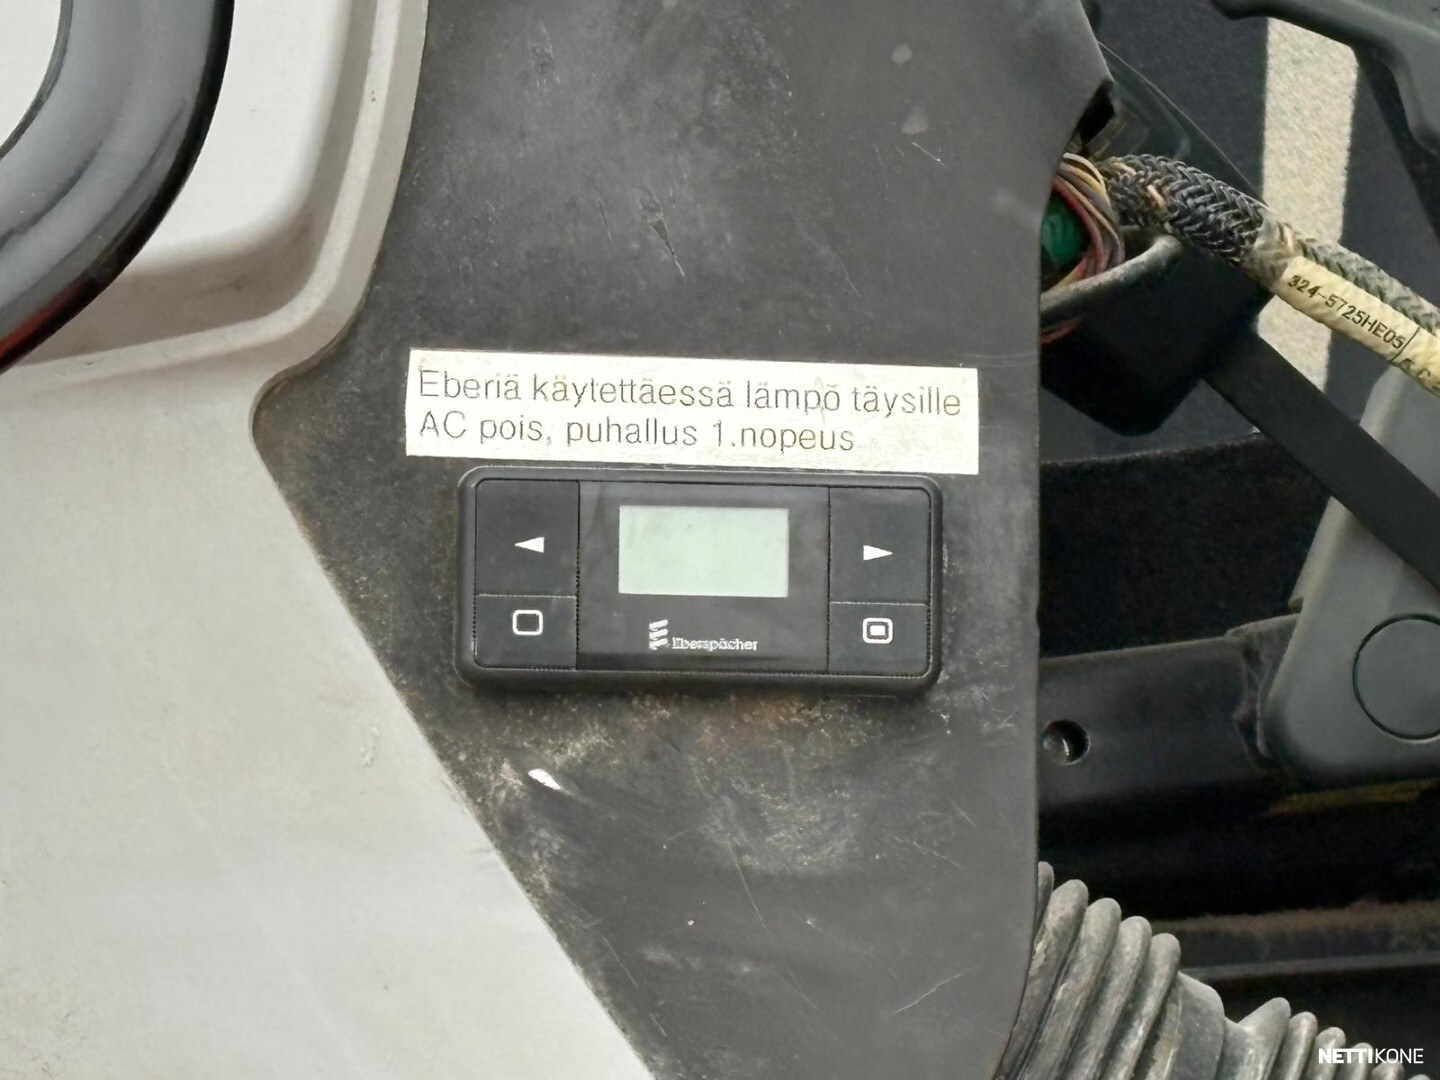 324-5725HE05
Eberiä käytettäessä lämpö täysille
AC pois, puhallus 1.nopeus
Eberspächer
NETTIKONE